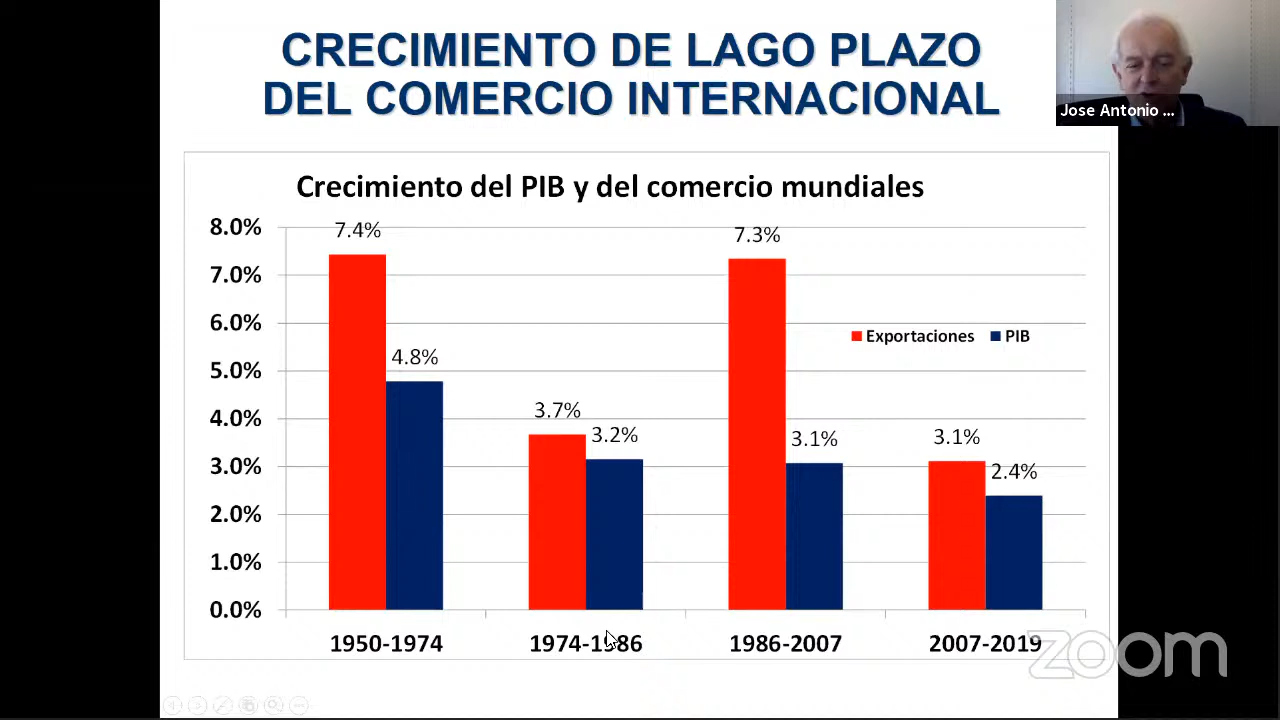 CRECIMIENTO DE LAGO PLAZO
DEL COMERCIO INTERNACIONAL
Jose Antonio ...
Crecimiento del PIB y del comercio mundiales
8.0%
7.0%
6.0%
5.0%
4.0%
3.0%
2.0%
1.0%
0.0%
7.4%
4.8%
3.7%
3.2%
7.3%
3.1%
3.1%
2.4%
Exportaciones PIB
1950-1974 1974-1986 1986-2007 2007-2019
zoom